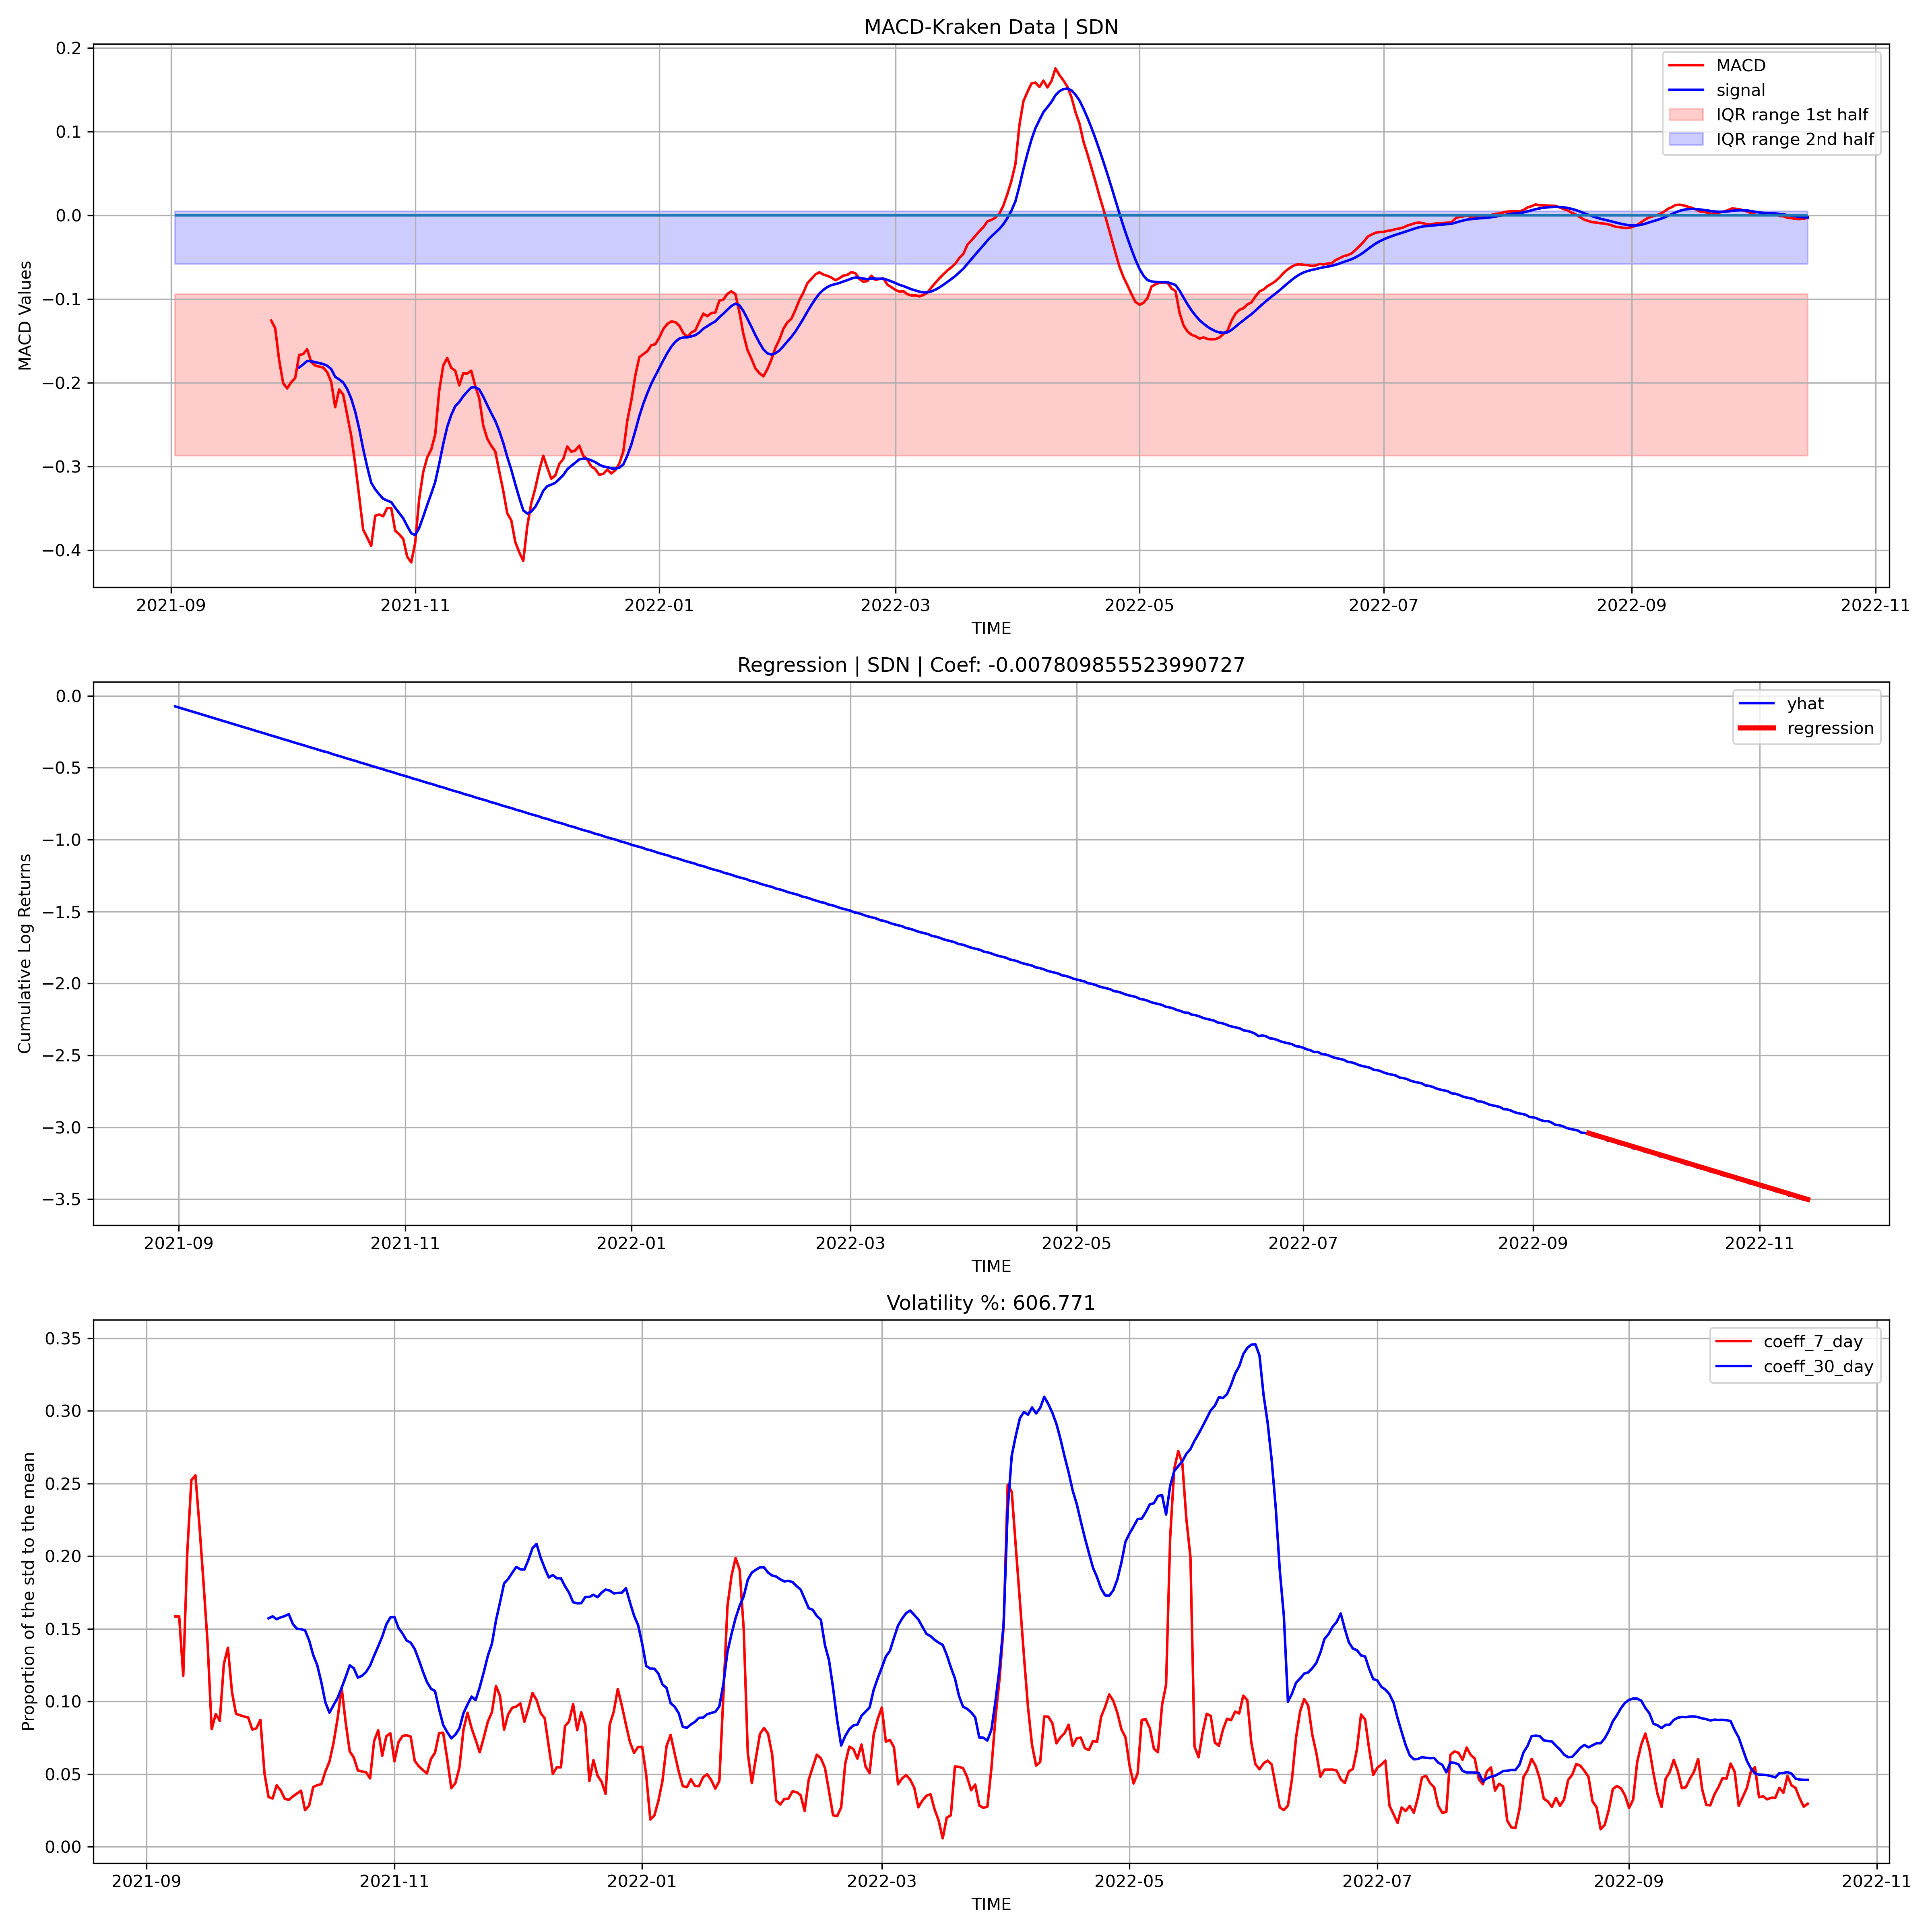 MACD-Kraken Data | SDN
MACD Values
0.2
0.1
0.0
−0.1
−0.2
−0.3
−0.4
MACD
signal
IQR range 1st half
IQR range 2nd half
2021-09 2021-11 2022-01 2022-03 2022-05 2022-07 2022-09 2022-11
TIME
Regression | SDN | Coef: -0.007809855523990727
Cumulative Log Returns
0.0
−0.5
−1.0
−1.5
−2.0
−2.5
−3.0
−3.5
yhat
regression
2021-09 2021-11 2022-01 2022-03 2022-05 2022-07 2022-09 2022-11
TIME
Volatility %: 606.771
Proportion of the std to the mean
0.35
0.30
0.25
0.20
0.15
0.10
0.05
0.00
coeff_7_day
coeff_30_day
2021-09 2021-11 2022-01 2022-03 2022-05 2022-07 2022-09 2022-11
TIME